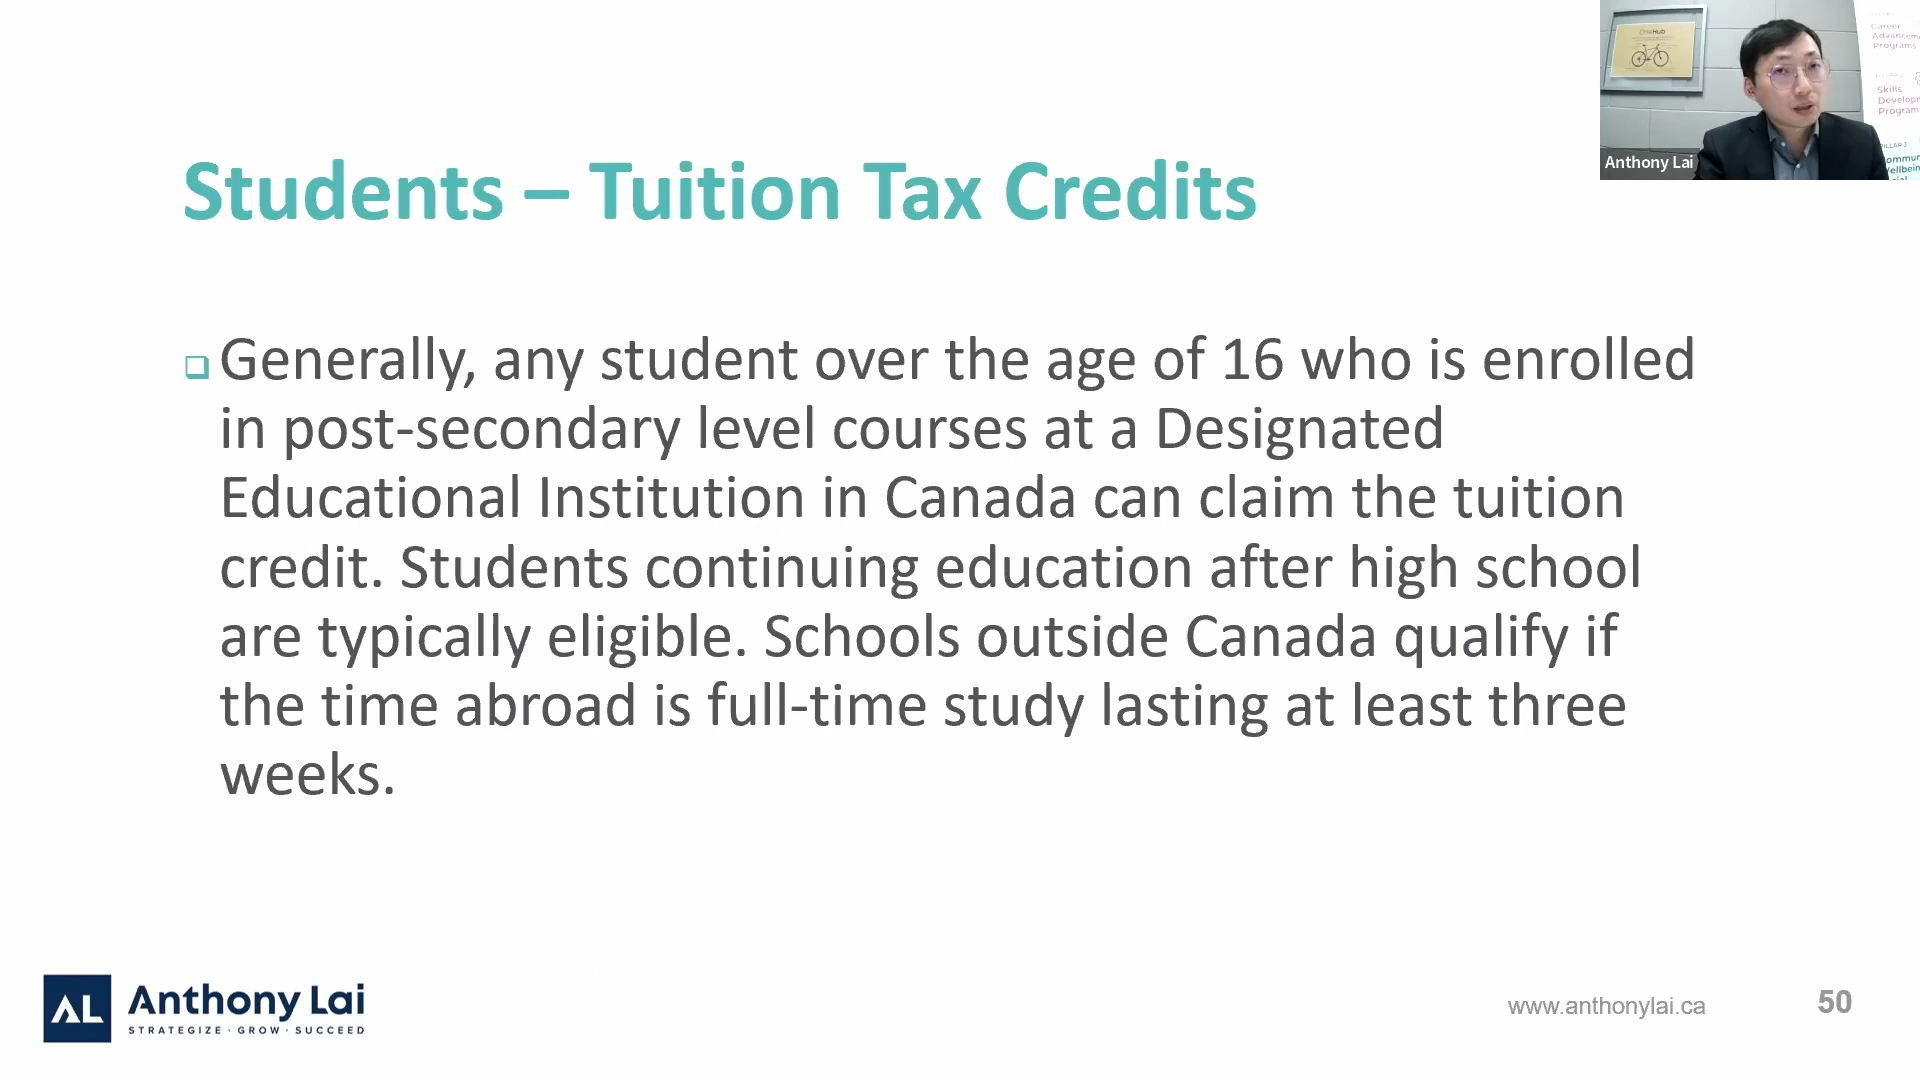 Students – Tuition Tax Credits
Generally, any student over the age of 16 who is enrolled
in post-secondary level courses at a Designated
Educational Institution in Canada can claim the tuition
credit. Students continuing education after high school
are typically eligible. Schools outside Canada qualify if
the time abroad is full-time study lasting at least three
weeks.
Anthony Lai
Career
Programs
Skills
AL
Anthony Lai
STRATEGIZE · GROW · SUCCEED
www.anthonylai.ca
50